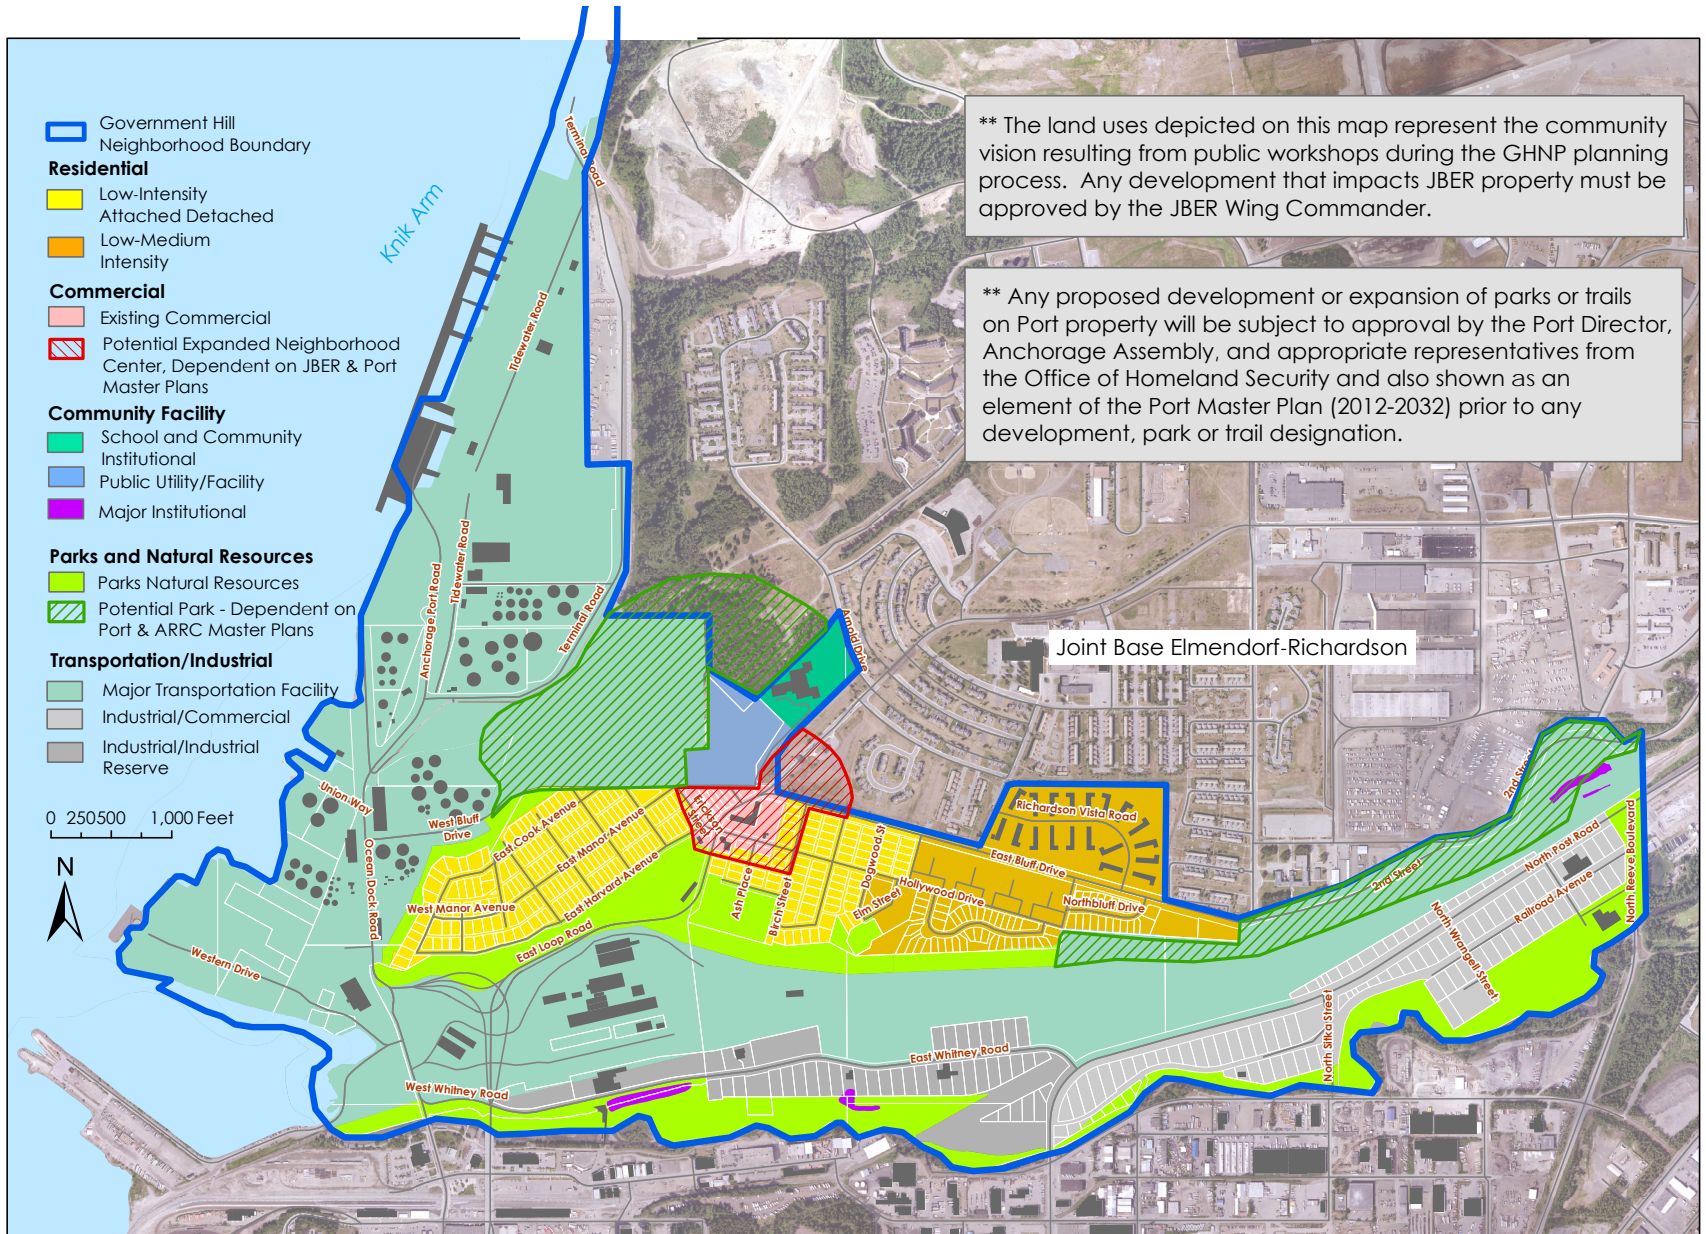 Government Hill
Neighborhood Boundary
Residential
Low-Intensity
Attached Detached
Low-Medium
Intensity
Commercial
Existing Commercial
Potential Expanded Neighborhood
Center, Dependent on JBER & Port
Master Plans
Community Facility
School and Community
Institutional
Public Utility/Facility
Major Institutional
Parks and Natural Resources
Parks Natural Resources
Potential Park - Dependent on
Port & ARRC Master Plans
Transportation/Industrial
Major Transportation Facility
Industrial/Commercial
Industrial/Industrial
Reserve
0 250500 1,000 Feet
N
** The land uses depicted on this map represent the community
vision resulting from public workshops during the GHNP planning
process. Any development that impacts JBER property must be
approved by the JBER Wing Commander.
** Any proposed development or expansion of parks or trails
on Port property will be subject to approval by the Port Director,
Anchorage Assembly, and appropriate representatives from
the Office of Homeland Security and also shown as an
element of the Port Master Plan (2012-2032) prior to any
development, park or trail designation.
Knik Arm
Terminal Road
Tidewater Road
Tidewater Road
Anchorage Port Road
Terminal Road
Arnold Drive
Joint Base Elmendorf-Richardson
Union Way
West Bluff
Drive
Ocean Dock Road
East Cook Avenue
East Manor Avenue
East Harvard Avenue
West Manor Avenue
Erickson
Street
East Loop Road
Ash Place
Birch Street
Dogwood St
Elm Street
Hollywood Drive
East Bluff Drive
Richardson Vista Road
Northbluff Drive
2nd Street
2nd Street
North Post Road
Railroad Avenue
North Reeve Boulevard
North Wrangell Street
North Sitka Street
Western Drive
West Whitney Road
East Whitney Road